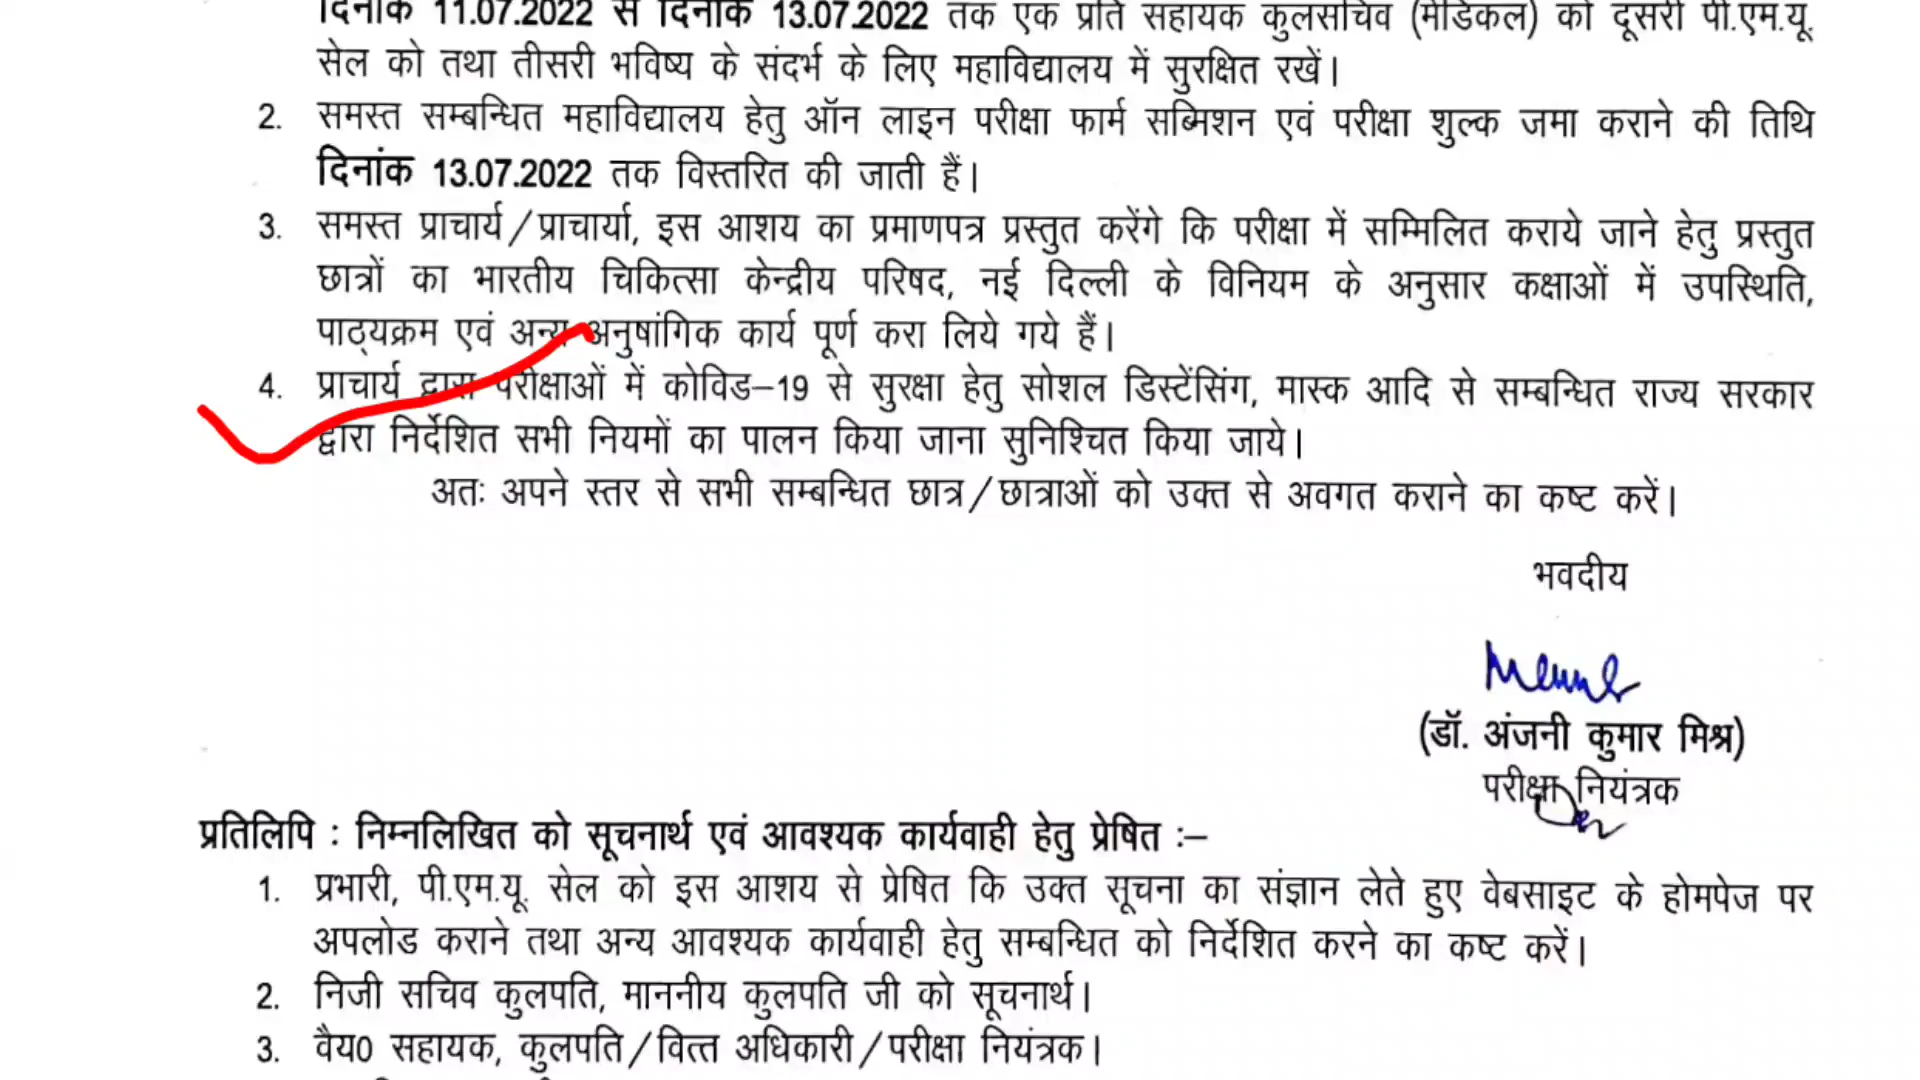 दिनांक 11.07.2022 से दिनांक 13.07.2022 तक एक प्रति सहायक कुलसचिव (मेडिकल) को दूसरी पी.एम.यू.
सेल को तथा तीसरी भविष्य के संदर्भ के लिए महाविद्यालय में सुरक्षित रखें।
2. समस्त सम्बन्धित महाविद्यालय हेतु ऑन लाइन परीक्षा फार्म सब्मिशन एवं परीक्षा शुल्क जमा कराने की तिथि
दिनांक 13.07.2022 तक विस्तरित की जाती हैं।
3. समस्त प्राचार्य/प्राचार्या, इस आशय का प्रमाणपत्र प्रस्तुत करेंगे कि परीक्षा में सम्मिलित कराये जाने हेतु प्रस्तुत
छात्रों का भारतीय चिकित्सा केन्द्रीय परिषद, नई दिल्ली के विनियम के अनुसार कक्षाओं में उपस्थिति,
पाठ्यक्रम एवं अन्य अनुषांगिक कार्य पूर्ण करा लिये गये हैं।
4. प्राचार्य द्वारा परीक्षाओं में कोविड–19 से सुरक्षा हेतु सोशल डिस्टेंसिंग, मास्क आदि से सम्बन्धित राज्य सरकार
द्वारा निर्देशित सभी नियमों का पालन किया जाना सुनिश्चित किया जाये।
अतः अपने स्तर से सभी सम्बन्धित छात्र/छात्राओं को उक्त से अवगत कराने का कष्ट करें।
भवदीय
(डॉ. अंजनी कुमार मिश्र)
परीक्षा नियंत्रक
प्रतिलिपि : निम्नलिखित को सूचनार्थ एवं आवश्यक कार्यवाही हेतु प्रेषित :–
1. प्रभारी, पी.एम.यू. सेल को इस आशय से प्रेषित कि उक्त सूचना का संज्ञान लेते हुए वेबसाइट के होमपेज पर
अपलोड कराने तथा अन्य आवश्यक कार्यवाही हेतु सम्बन्धित को निर्देशित करने का कष्ट करें।
2. निजी सचिव कुलपति, माननीय कुलपति जी को सूचनार्थ।
3. वैय0 सहायक, कुलपति/वित्त अधिकारी/परीक्षा नियंत्रक।